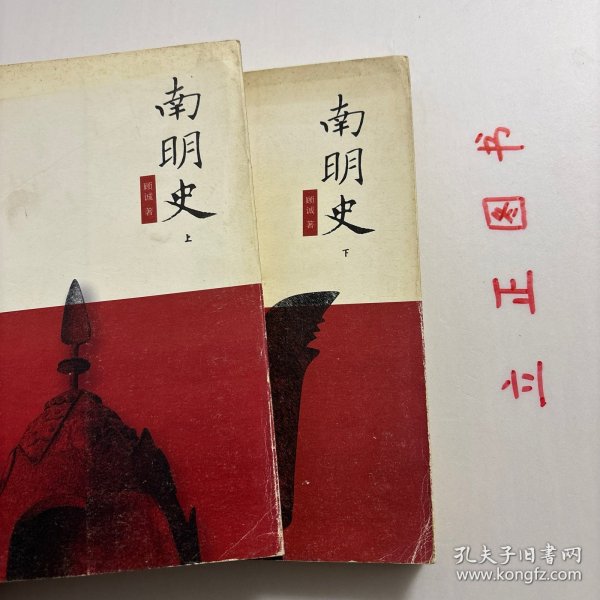 南明史
顾诚 著
上
南明史
顾诚 著
下
立正图书
孔夫子旧书网
www.kongfz.com